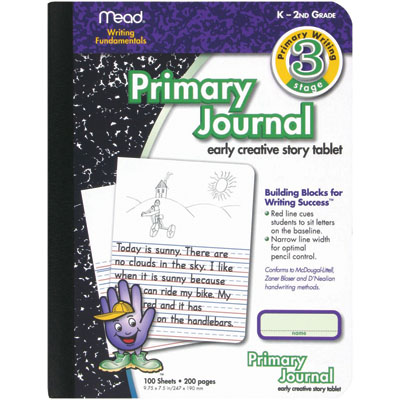 Mead
Writing
Fundamentals
K – 2ND GRADE
Primary Writing
3
stage
Primary
Journal
early creative story tablet
Building Blocks for
Writing Success™
• Red line cues
students to sit letters
on the baseline.
• Narrow line width
for optimal
pencil control.
Conforms to McDougal-Littell,
Zaner Bloser and D'Nealian
handwriting methods.
Today is sunny. There are
no clouds in the sky. I like
when it is sunny because
can ride my bike. My
red and it has
on the handlebars.
name
100 Sheets • 200 pages
9.75 x 7.5 in/247 x 190 mm
Primary
Journal
early creative story tablet